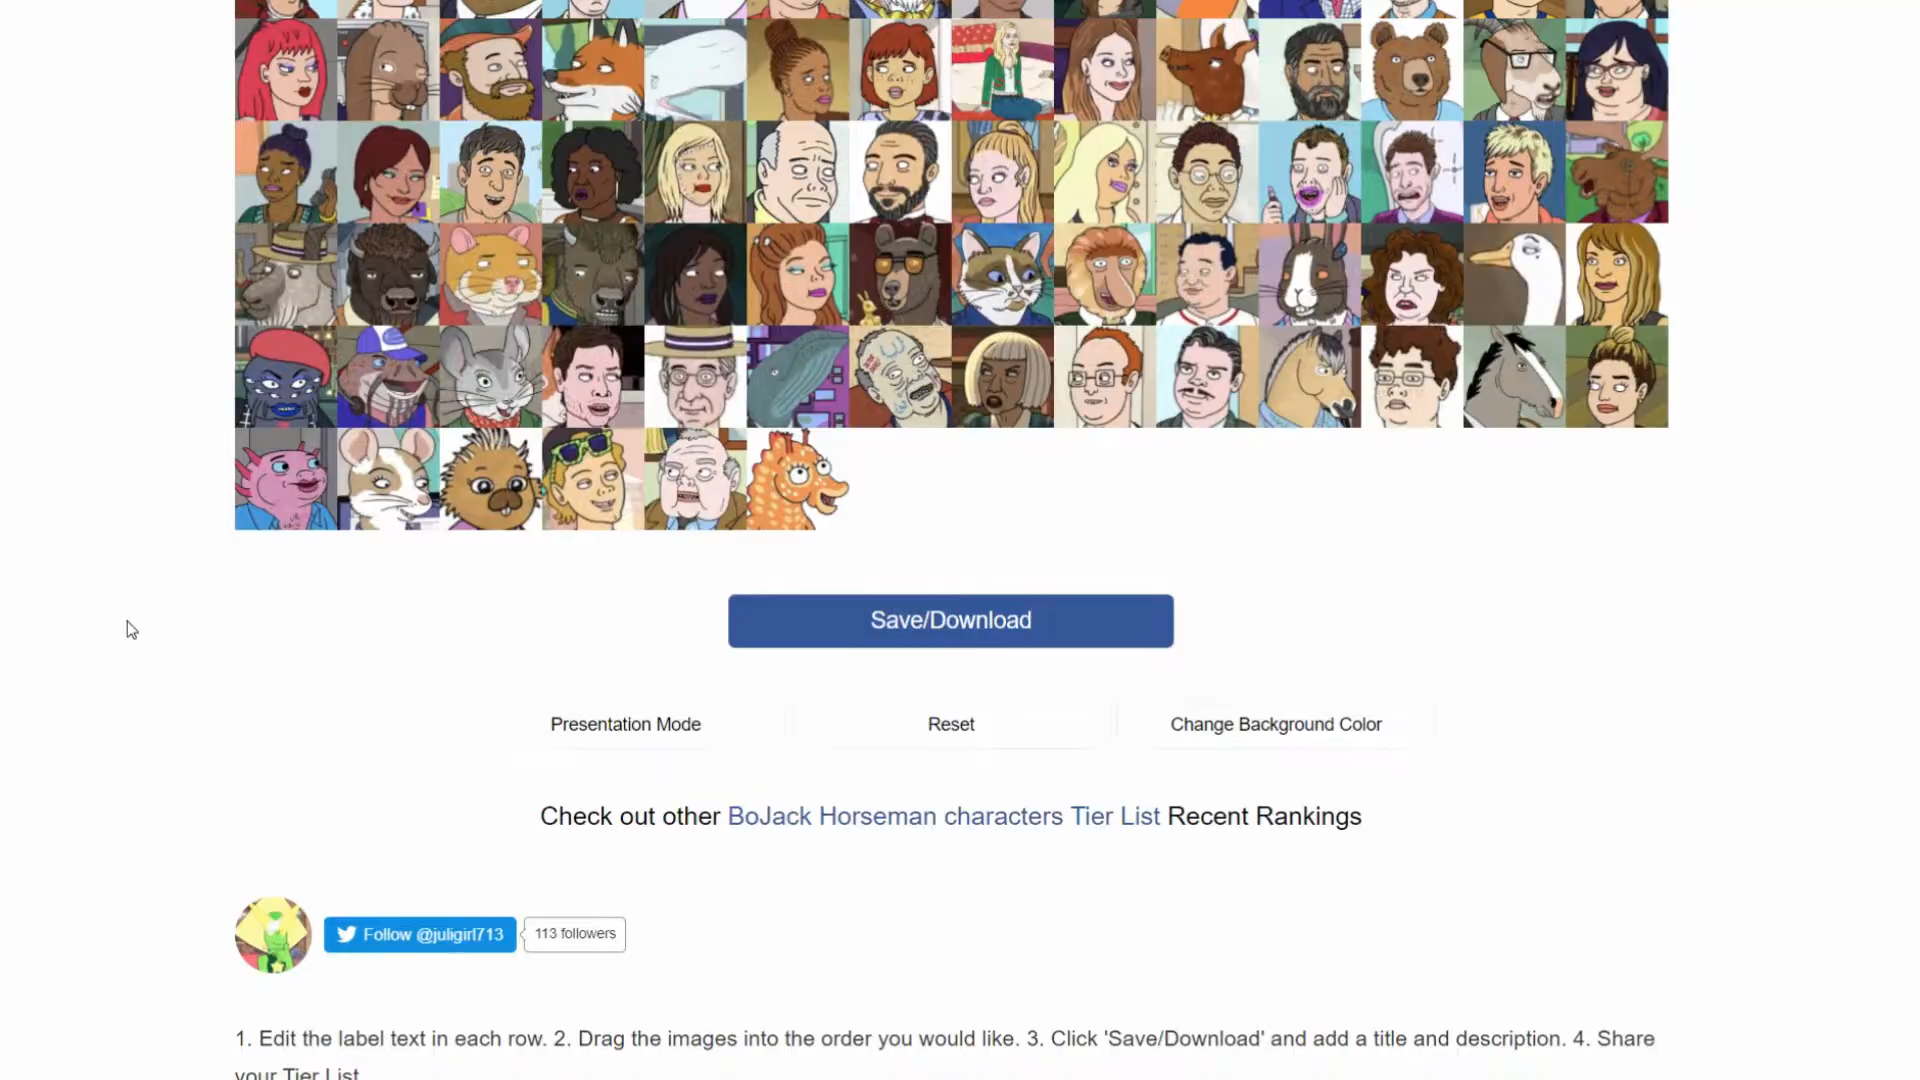 Save/Download
Presentation Mode
Reset
Change Background Color
Check out other BoJack Horseman characters Tier List Recent Rankings
Follow @juligirl713
113 followers
1. Edit the label text in each row. 2. Drag the images into the order you would like. 3. Click 'Save/Download' and add a title and description. 4. Share
your Tier List.